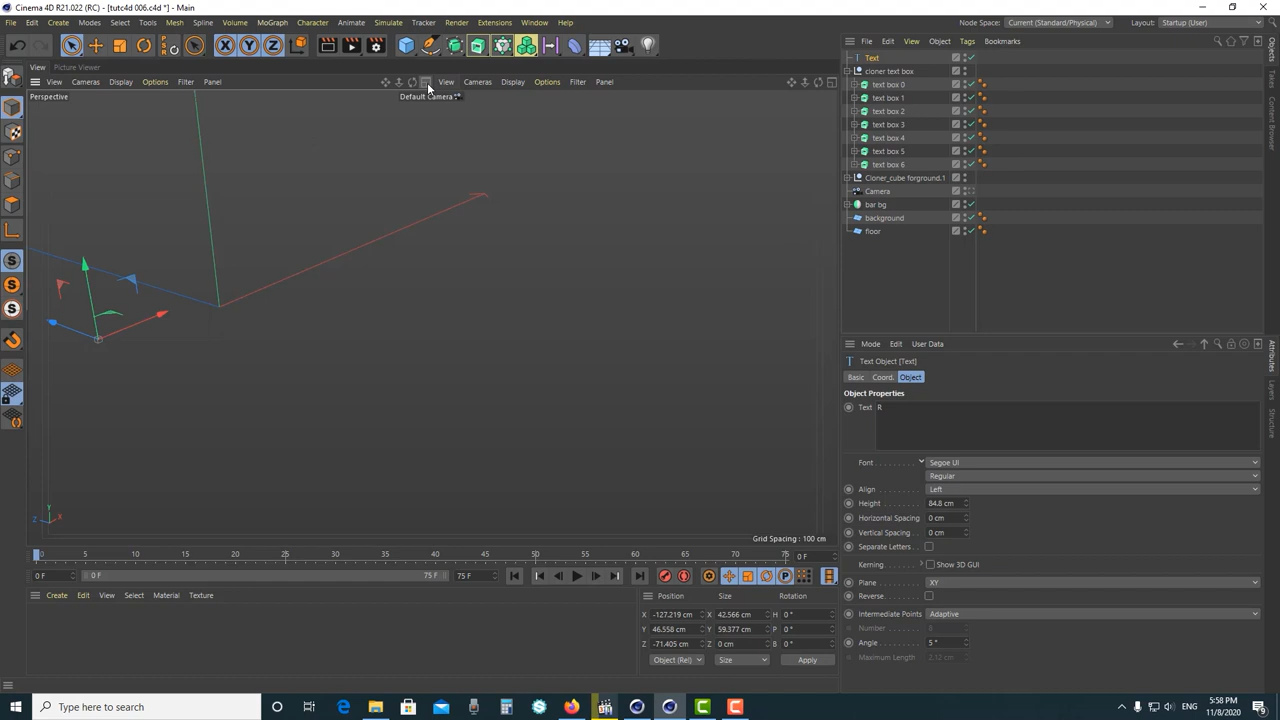 Cinema 4D R21.022 (RC) - [tutc4d 006.c4d *] - Main
File Edit Create Modes Select Tools Mesh Spline Volume MoGraph Character Animate Simulate Tracker Render Extensions Window Help
Node Space: Current (Standard/Physical) Layout: Startup (User)
View Picture Viewer
View Cameras Display Options Filter Panel
View Cameras Display Options Filter Panel
Perspective
Default Camera
Y
X
Z
Grid Spacing : 100 cm
0 5 10 15 20 25 30 35 40 45 50 55 60 65 70 75 0 F
0 F 0 F 75 F 75 F
Create Edit View Select Material Texture
Position Size Rotation
X -127.219 cm X 42.566 cm H 0 °
Y 46.558 cm Y 59.377 cm P 0 °
Z -71.405 cm Z 0 cm B 0 °
Object (Rel) Size Apply
File Edit View Object Tags Bookmarks
Text
cloner text box
text box 0
text box 1
text box 2
text box 3
text box 4
text box 5
text box 6
Cloner_cube forground.1
Camera
bar bg
background
floor
Mode Edit User Data
Text Object [Text]
Basic Coord. Object
Object Properties
Text R
Font Segoe UI
Regular
Align Left
Height 84.8 cm
Horizontal Spacing 0 cm
Vertical Spacing 0 cm
Separate Letters
Kerning Show 3D GUI
Plane XY
Reverse
Intermediate Points Adaptive
Number 8
Angle 5 °
Maximum Length 2.12 cm
Objects
Content Browser
Attributes
Layers
Structure
Type here to search
ENG
5:58 PM
11/8/2020